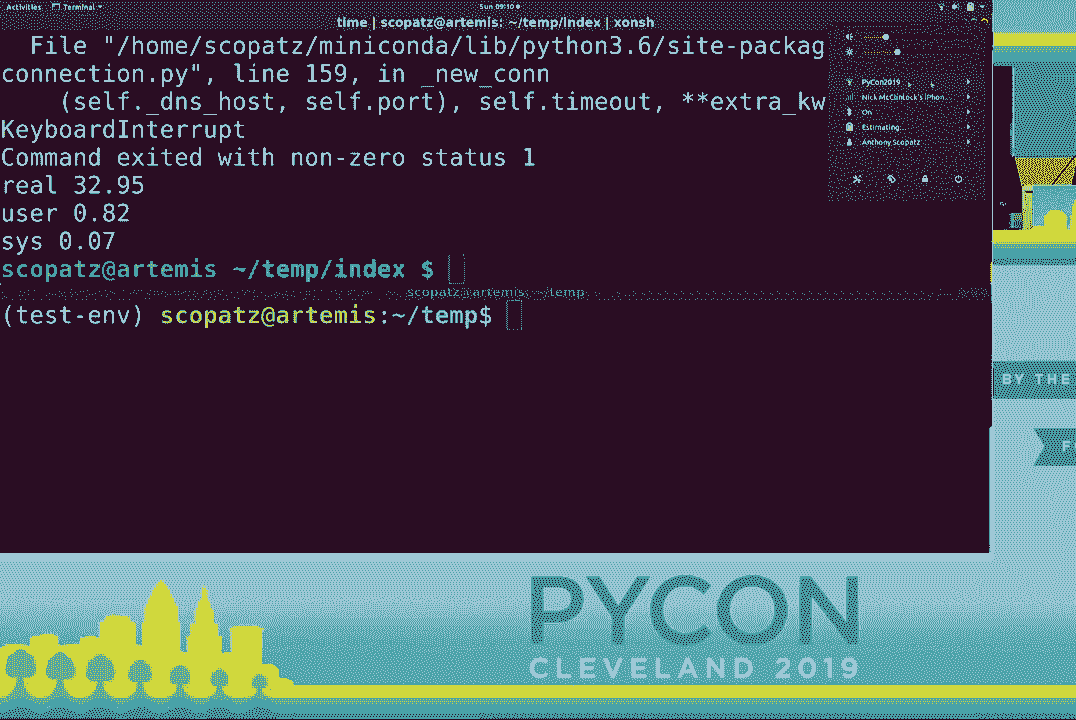 Activities Terminal Sun 09:10
time | scopatz@artemis: ~/temp/index | xonsh
File "/home/scopatz/miniconda/lib/python3.6/site-packag
connection.py", line 159, in _new_conn
(self._dns_host, self.port), self.timeout, **extra_kw
KeyboardInterrupt
Command exited with non-zero status 1
real 32.95
user 0.82
sys 0.07
scopatz@artemis ~/temp/index $
scopatz@artemis: ~/temp
(test-env) scopatz@artemis:~/temp$
PyCon2019
Nick McClintock's iPhon...
On
Estimating...
Anthony Scopatz
BY THE
F
PYCON
CLEVELAND 2019